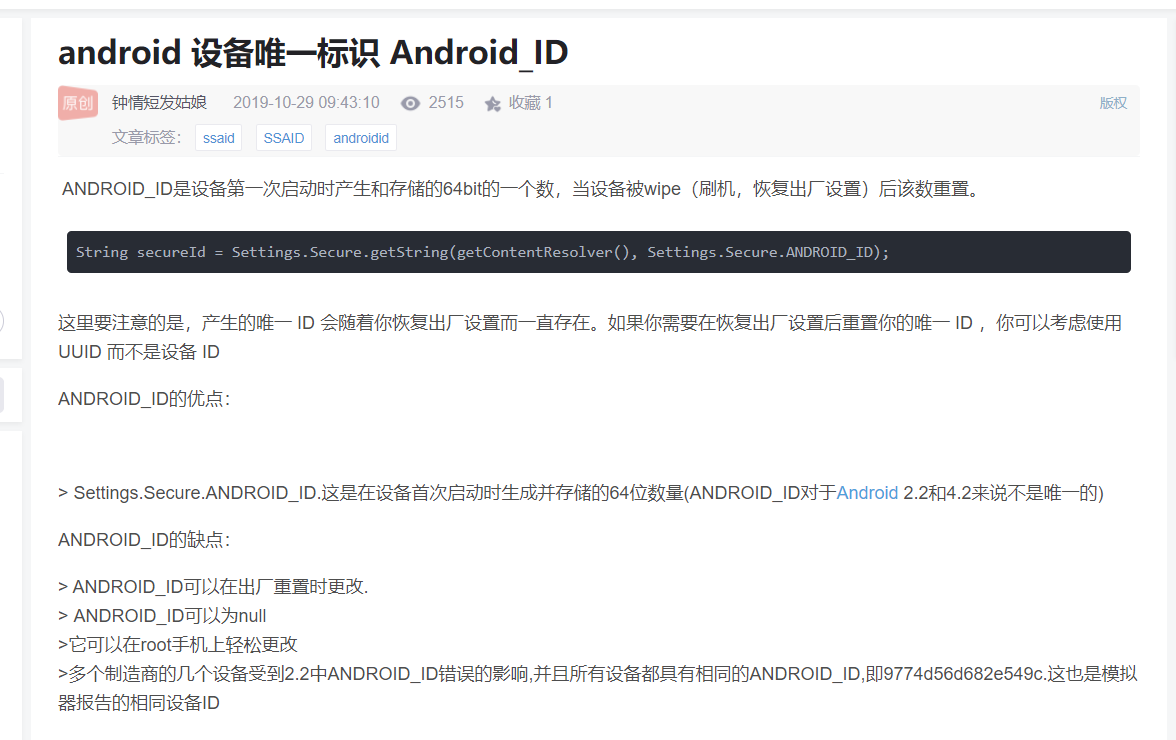 android 设备唯一标识 Android_ID
原创 钟情短发姑娘 2019-10-29 09:43:10 2515 收藏 1 版权
文章标签： ssaid SSAID androidid
ANDROID_ID是设备第一次启动时产生和存储的64bit的一个数，当设备被wipe（刷机，恢复出厂设置）后该数重置。
String secureId = Settings.Secure.getString(getContentResolver(), Settings.Secure.ANDROID_ID);
这里要注意的是，产生的唯一 ID 会随着你恢复出厂设置而一直存在。如果你需要在恢复出厂设置后重置你的唯一 ID ，你可以考虑使用
UUID 而不是设备 ID
ANDROID_ID的优点：
> Settings.Secure.ANDROID_ID.这是在设备首次启动时生成并存储的64位数量(ANDROID_ID对于Android 2.2和4.2来说不是唯一的)
ANDROID_ID的缺点：
> ANDROID_ID可以在出厂重置时更改.
> ANDROID_ID可以为null
>它可以在root手机上轻松更改
>多个制造商的几个设备受到2.2中ANDROID_ID错误的影响,并且所有设备都具有相同的ANDROID_ID,即9774d56d682e549c.这也是模拟
器报告的相同设备ID